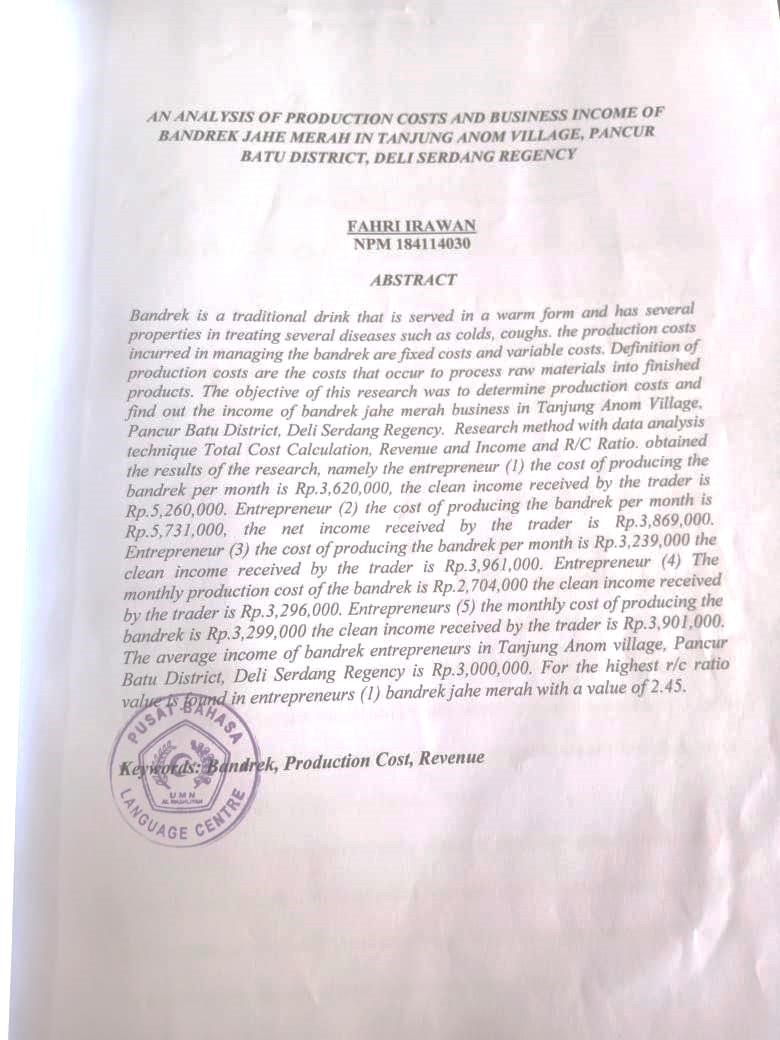 AN ANALYSIS OF PRODUCTION COSTS AND BUSINESS INCOME OF
BANDREK JAHE MERAH IN TANJUNG ANOM VILLAGE, PANCUR
BATU DISTRICT, DELI SERDANG REGENCY
FAHRI IRAWAN
NPM 184114030
ABSTRACT
Bandrek is a traditional drink that is served in a warm form and has several
properties in treating several diseases such as colds, coughs. the production costs
incurred in managing the bandrek are fixed costs and variable costs. Definition of
production costs are the costs that occur to process raw materials into finished
products. The objective of this research was to determine production costs and
find out the income of bandrek jahe merah business in Tanjung Anom Village,
Pancur Batu District, Deli Serdang Regency. Research method with data analysis
technique Total Cost Calculation, Revenue and Income and R/C Ratio. obtained
the results of the research, namely the entrepreneur (1) the cost of producing the
bandrek per month is Rp.3,620,000, the clean income received by the trader is
Rp.5,260,000. Entrepreneur (2) the cost of producing the bandrek per month is
Rp.5,731,000, the net income received by the trader is Rp.3,869,000.
Entrepreneur (3) the cost of producing the bandrek per month is Rp.3,239,000 the
clean income received by the trader is Rp.3,961,000. Entrepreneur (4) The
monthly production cost of the bandrek is Rp.2,704,000 the clean income received
by the trader is Rp.3,296,000. Entrepreneurs (5) the monthly cost of producing the
bandrek is Rp.3,299,000 the clean income received by the trader is Rp.3,901,000.
The average income of bandrek entrepreneurs in Tanjung Anom village, Pancur
Batu District, Deli Serdang Regency is Rp.3,000,000. For the highest r/c ratio
value is found in entrepreneurs (1) bandrek jahe merah with a value of 2.45.
Keywords: Bandrek, Production Cost, Revenue
PUSAT BAHASA
UMN
AL WASHLIYAH
LANGUAGE CENTRE